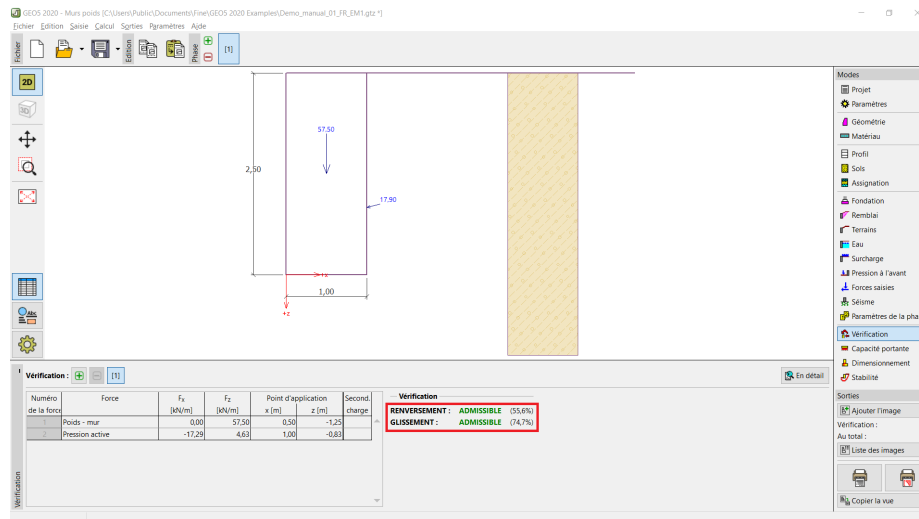 GEOS 2020 - Murs poids [C:\Users\Public\Documents\Fine\GEO5 2020 Examples\Demo_manual_01_FR_EM1.gtz *]
Fichier Edition Saisie Calcul Sorties Paramètres Aide
Fichier
Edition
Phase
[1]
2D
3D
57,50
2,50
17,90
+x
1,00
+z
Abc
Modes
Projet
Paramètres
Géométrie
Matériau
Profil
Sols
Assignation
Fondation
Remblai
Terrains
Eau
Surcharge
Pression à l'avant
Forces saisies
Séisme
Paramètres de la pha
Vérification
Capacité portante
Dimensionnement
Stabilité
Vérification : [1] En détail
Numéro Force Fx Fz Point d'application Second.
de la force [kN/m] [kN/m] x [m] z [m] charge
1 Poids - mur 0,00 57,50 0,50 -1,25
2 Pression active -17,29 4,63 1,00 -0,83
Vérification
RENVERSEMENT : ADMISSIBLE (55,6%)
GLISSEMENT : ADMISSIBLE (74,7%)
Vérification
Sorties
Ajouter l'image
Vérification :
Au total :
Liste des images
Copier la vue